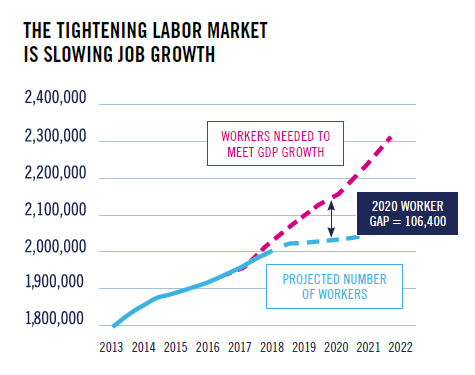 THE TIGHTENING LABOR MARKET
IS SLOWING JOB GROWTH
2,400,000
2,300,000
WORKERS NEEDED TO
MEET GDP GROWTH
2,200,000
2,100,000
2020 WORKER
GAP = 106,400
2,000,000
1,900,000
PROJECTED NUMBER
OF WORKERS
1,800,000
2013 2014 2015 2016 2017 2018 2019 2020 2021 2022